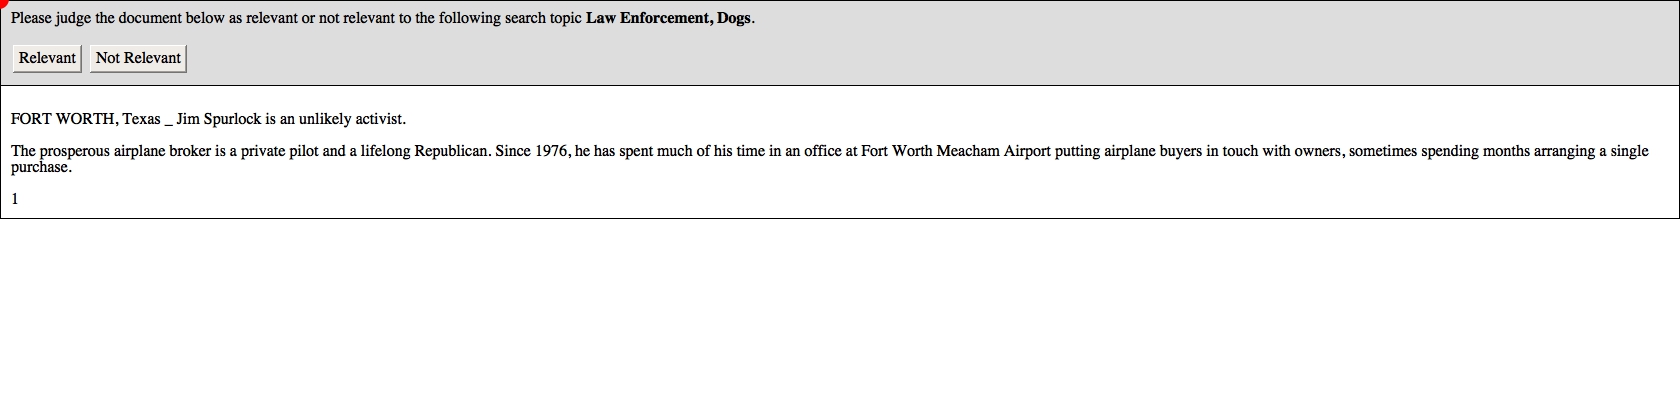 Please judge the document below as relevant or not relevant to the following search topic Law Enforcement, Dogs.
Relevant Not Relevant
FORT WORTH, Texas _ Jim Spurlock is an unlikely activist.
The prosperous airplane broker is a private pilot and a lifelong Republican. Since 1976, he has spent much of his time in an office at Fort Worth Meacham Airport putting airplane buyers in touch with owners, sometimes spending months arranging a single
purchase.
1